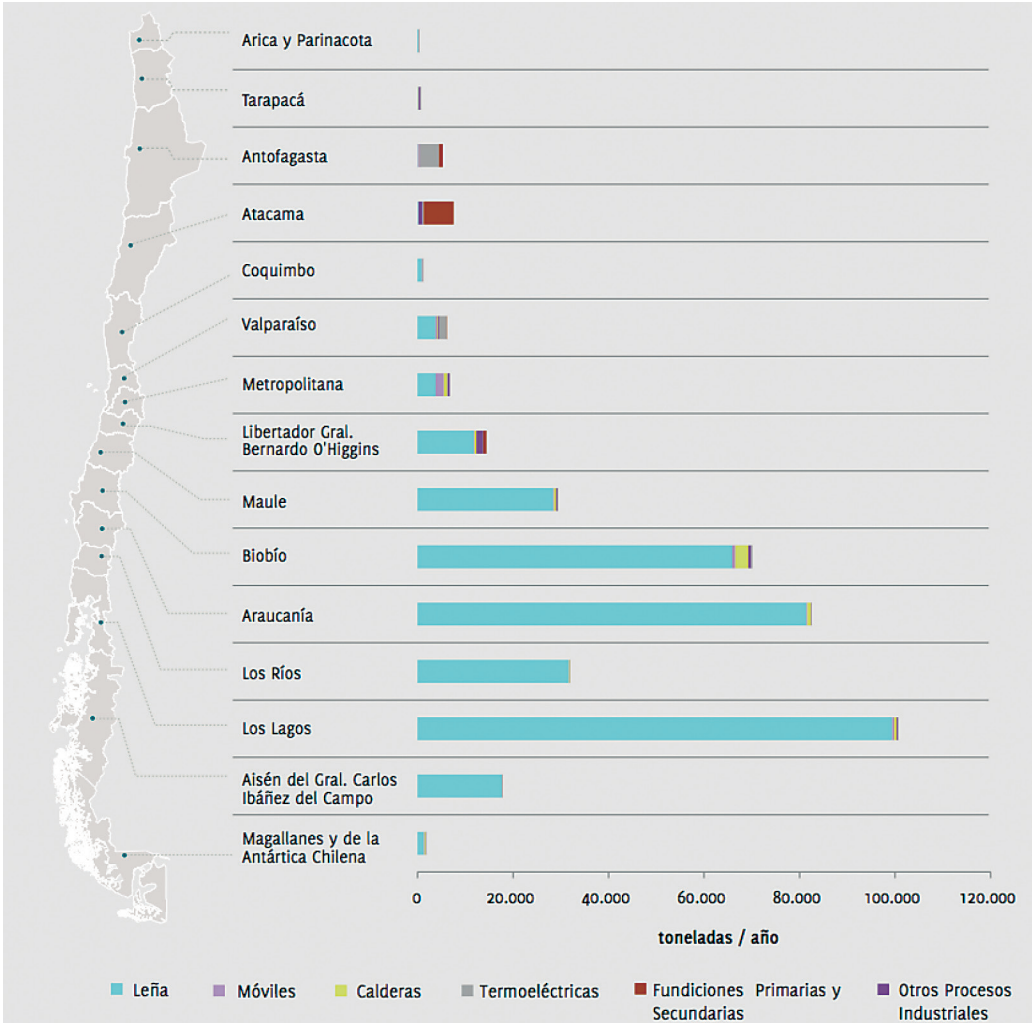 Arica y Parinacota
Tarapacá
Antofagasta
Atacama
Coquimbo
Valparaíso
Metropolitana
Libertador Gral.
Bernardo O'Higgins
Maule
Biobío
Araucanía
Los Ríos
Los Lagos
Aisén del Gral. Carlos
Ibáñez del Campo
Magallanes y de la
Antártica Chilena
0 20.000 40.000 60.000 80.000 100.000 120.000
toneladas / año
Leña Móviles Calderas Termoeléctricas Fundiciones Primarias y Otros Procesos
Secundarias Industriales